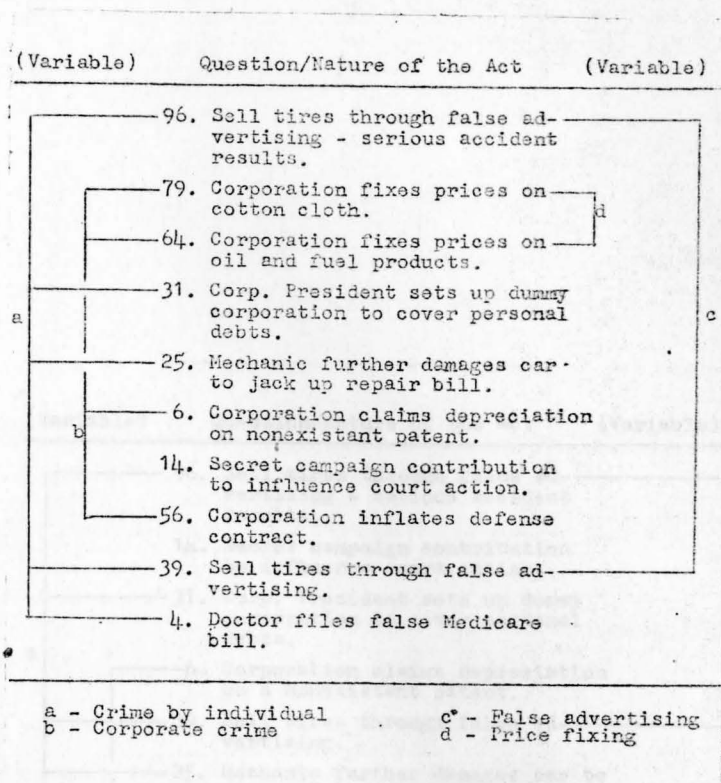 (Variable) Question/Nature of the Act (Variable)
96. Sell tires through false ad-
vertising - serious accident
results.
79. Corporation fixes prices on
cotton cloth.
d
64. Corporation fixes prices on
oil and fuel products.
31. Corp. President sets up dummy
corporation to cover personal
debts.
a
c
25. Mechanic further damages car
to jack up repair bill.
6. Corporation claims depreciation
on nonexistant patent.
b
14. Secret campaign contribution
to influence court action.
56. Corporation inflates defense
contract.
39. Sell tires through false ad-
vertising.
4. Doctor files false Medicare
bill.
a - Crime by individual c - False advertising
b - Corporate crime d - Price fixing